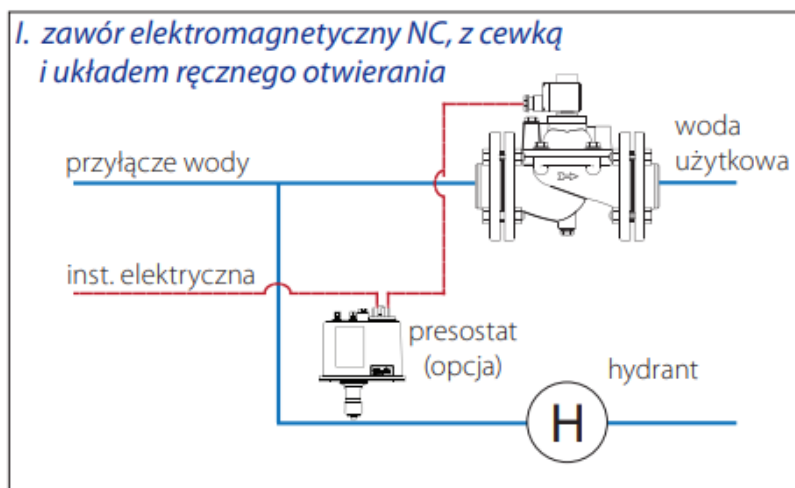 I. zawór elektromagnetyczny NC, z cewką
i układem ręcznego otwierania
woda
użytkowa
przyłącze wody
inst. elektryczna
presostat
(opcja)
hydrant
H
D